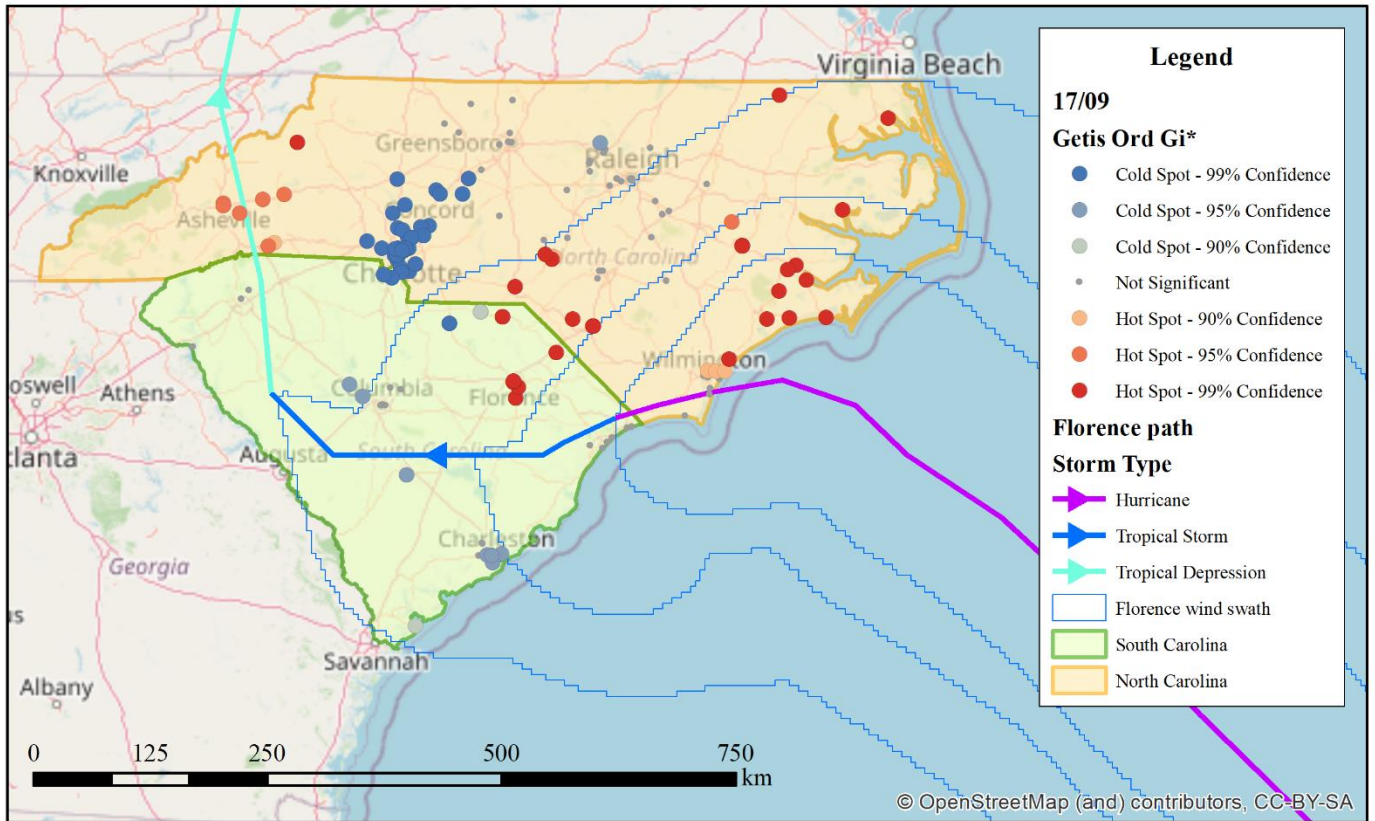 Virginia Beach
Greensboro
Raleigh
Knoxville
Asheville
Concord
North Carolina
Charlotte
Wilmington
oswell
Athens
Columbia
Florence
tlanta
South Carolina
Augusta
Charleston
Georgia
us
Savannah
Albany
0 125 250 500 750
km
Legend
17/09
Getis Ord Gi*
Cold Spot - 99% Confidence
Cold Spot - 95% Confidence
Cold Spot - 90% Confidence
Not Significant
Hot Spot - 90% Confidence
Hot Spot - 95% Confidence
Hot Spot - 99% Confidence
Florence path
Storm Type
Hurricane
Tropical Storm
Tropical Depression
Florence wind swath
South Carolina
North Carolina
© OpenStreetMap (and) contributors, CC-BY-SA